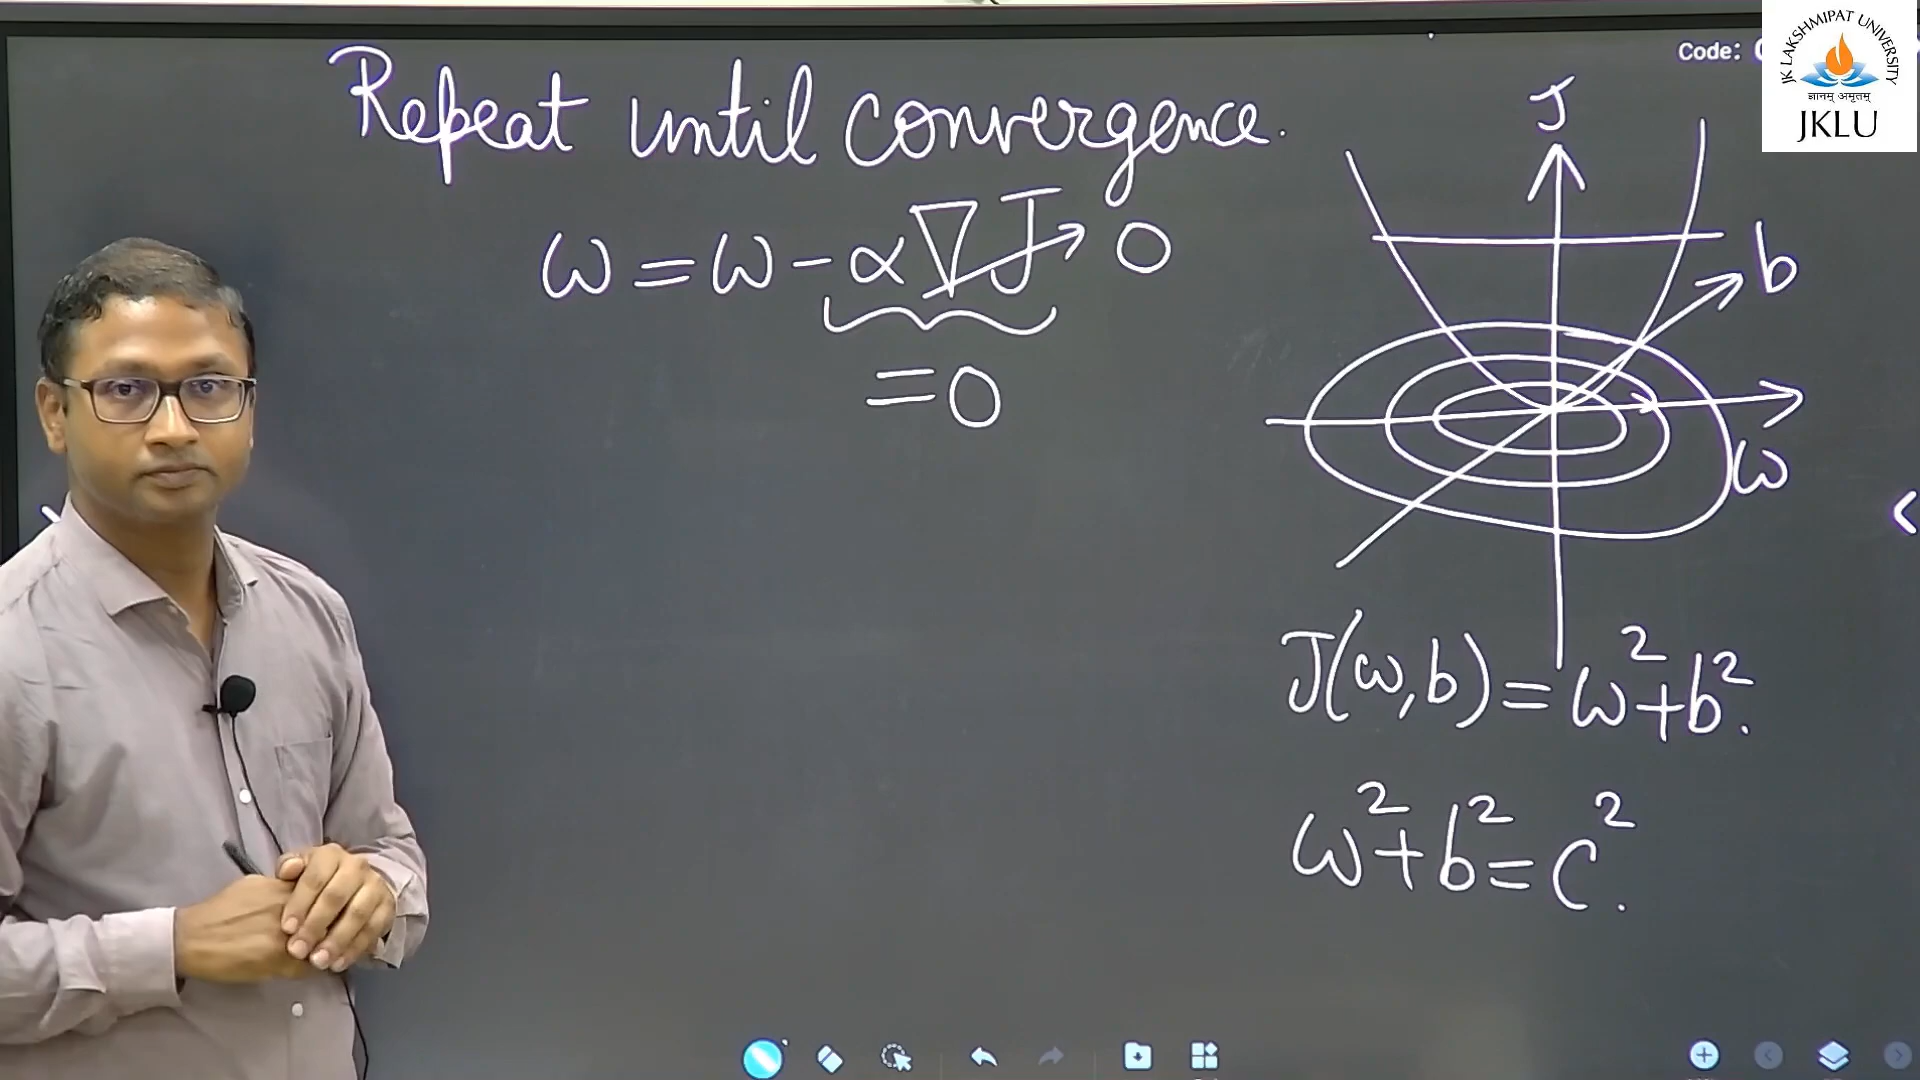 Repeat until convergence.
ω = ω - α∇J → 0
= 0
J
b
ω
J(ω,b) = ω²+b².
ω²+b² = c².
Code:
JK LAKSHMIPAT UNIVERSITY
ज्ञानम् अमृतम्
JKLU